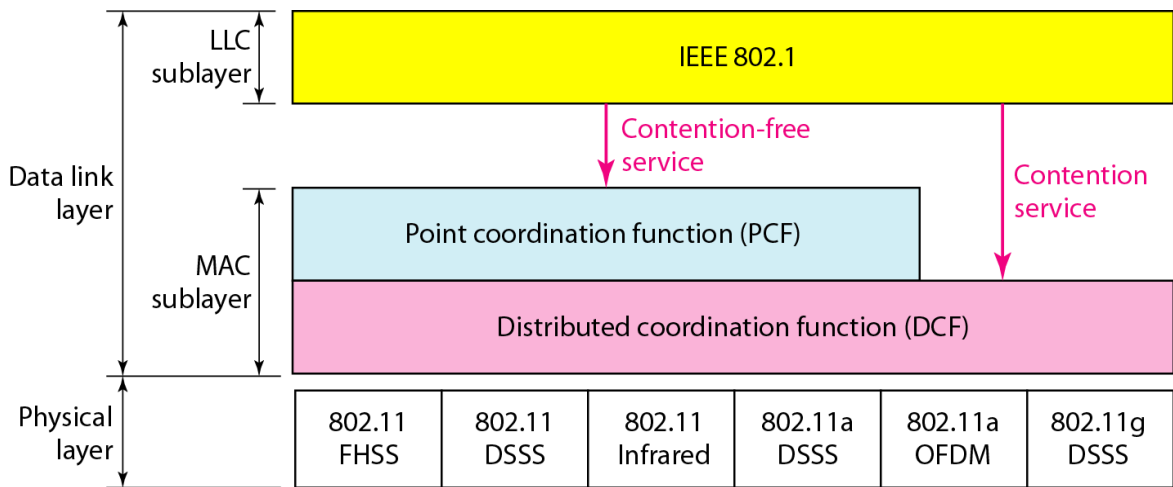 LLC
sublayer
IEEE 802.1
Contention-free
service
Contention
service
Data link
layer
MAC
sublayer
Point coordination function (PCF)
Distributed coordination function (DCF)
Physical
layer
802.11
FHSS
802.11
DSSS
802.11
Infrared
802.11a
DSSS
802.11a
OFDM
802.11g
DSSS